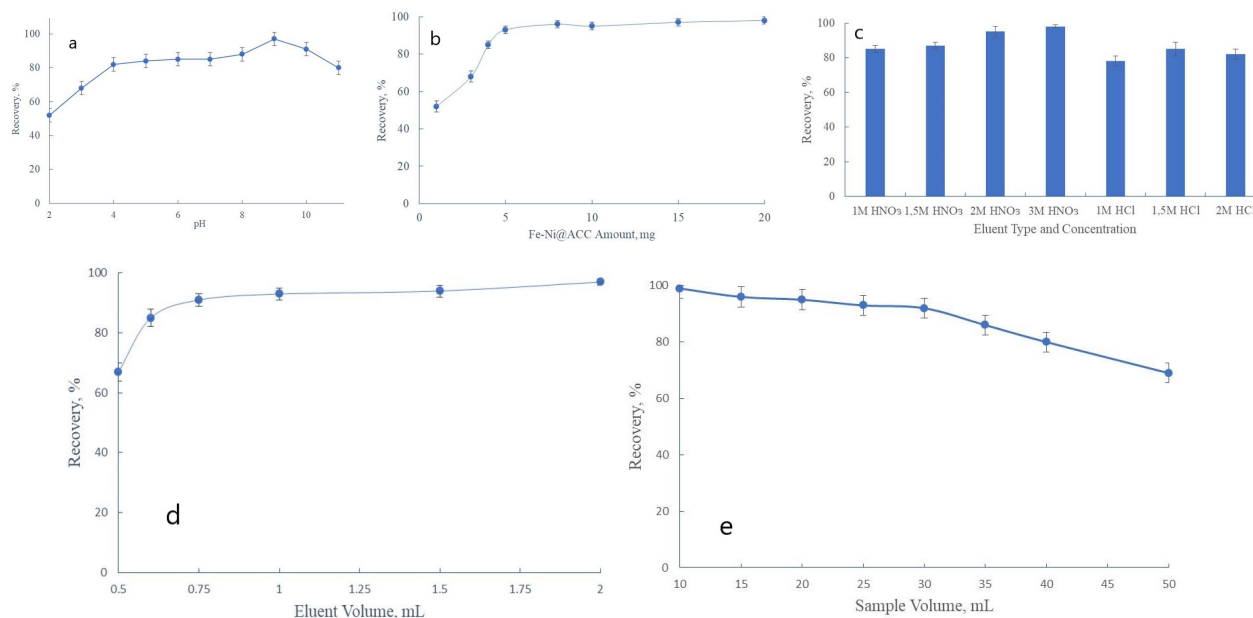 a
100
80
60
40
20
0
Recovery, %
2 4 6 8 10
pH
b
100
80
60
40
20
0
Recovery, %
0 5 10 15 20
Fe-Ni@ACC Amount, mg
c
100
80
60
40
20
0
Recovery, %
1M HNO₃ 1,5M HNO₃ 2M HNO₃ 3M HNO₃ 1M HCl 1,5M HCl 2M HCl
Eluent Type and Concentration
100
80
60
40
20
0
Recovery, %
d
0.5 0.75 1 1.25 1.5 1.75 2
Eluent Volume, mL
100
80
60
40
20
0
Recovery, %
e
10 15 20 25 30 35 40 45 50
Sample Volume, mL